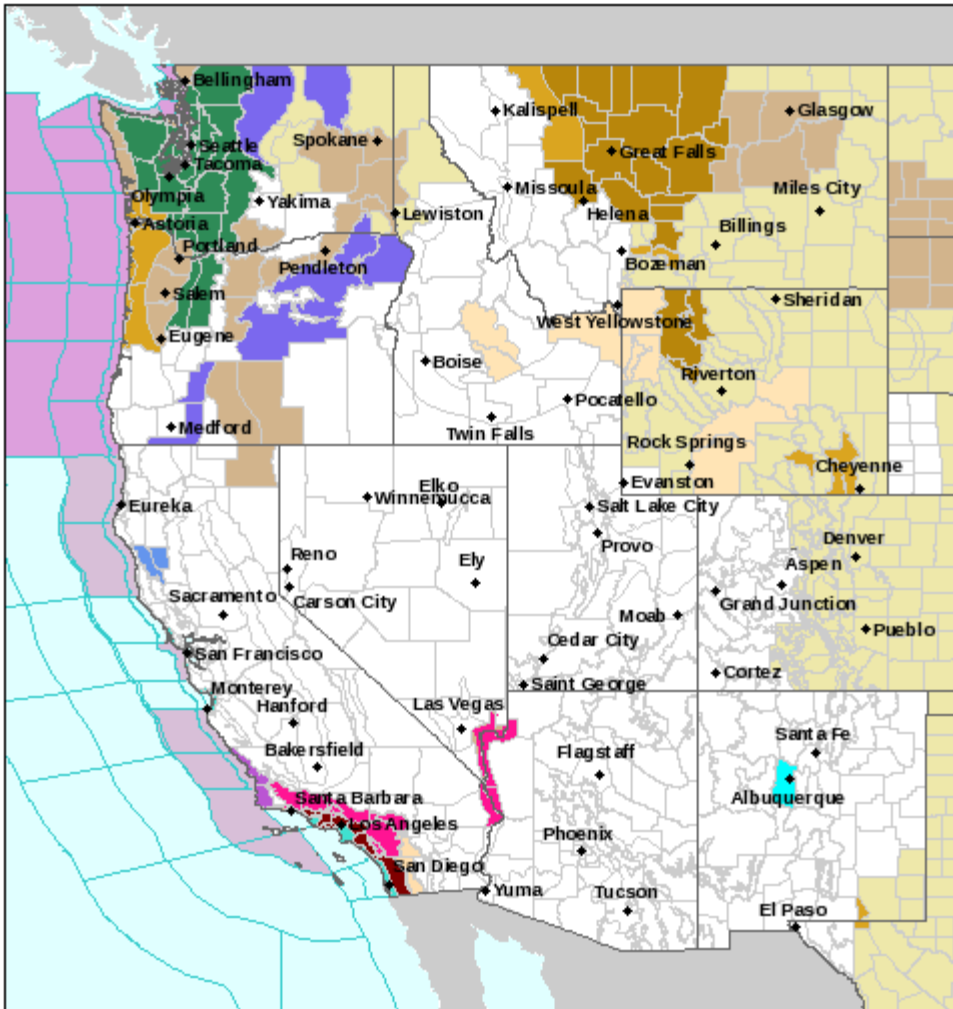 Bellingham
Kalispell
Glasgow
Spokane
Seattle
Great Falls
Tacoma
Olympia
Yakima
Missoula
Miles City
Lewiston
Helena
Astoria
Billings
Portland
Bozeman
Pendleton
Salem
Sheridan
West Yellowstone
Eugene
Boise
Riverton
Pocatello
Medford
Twin Falls
Rock Springs
Cheyenne
Elko
Evanston
Winnemucca
Eureka
Salt Lake City
Provo
Denver
Reno
Ely
Aspen
Sacramento
Carson City
Grand Junction
Moab
Pueblo
San Francisco
Cedar City
Cortez
Saint George
Monterey
Hanford
Las Vegas
Santa Fe
Bakersfield
Flagstaff
Santa Barbara
Albuquerque
Los Angeles
Phoenix
San Diego
Yuma
Tucson
El Paso